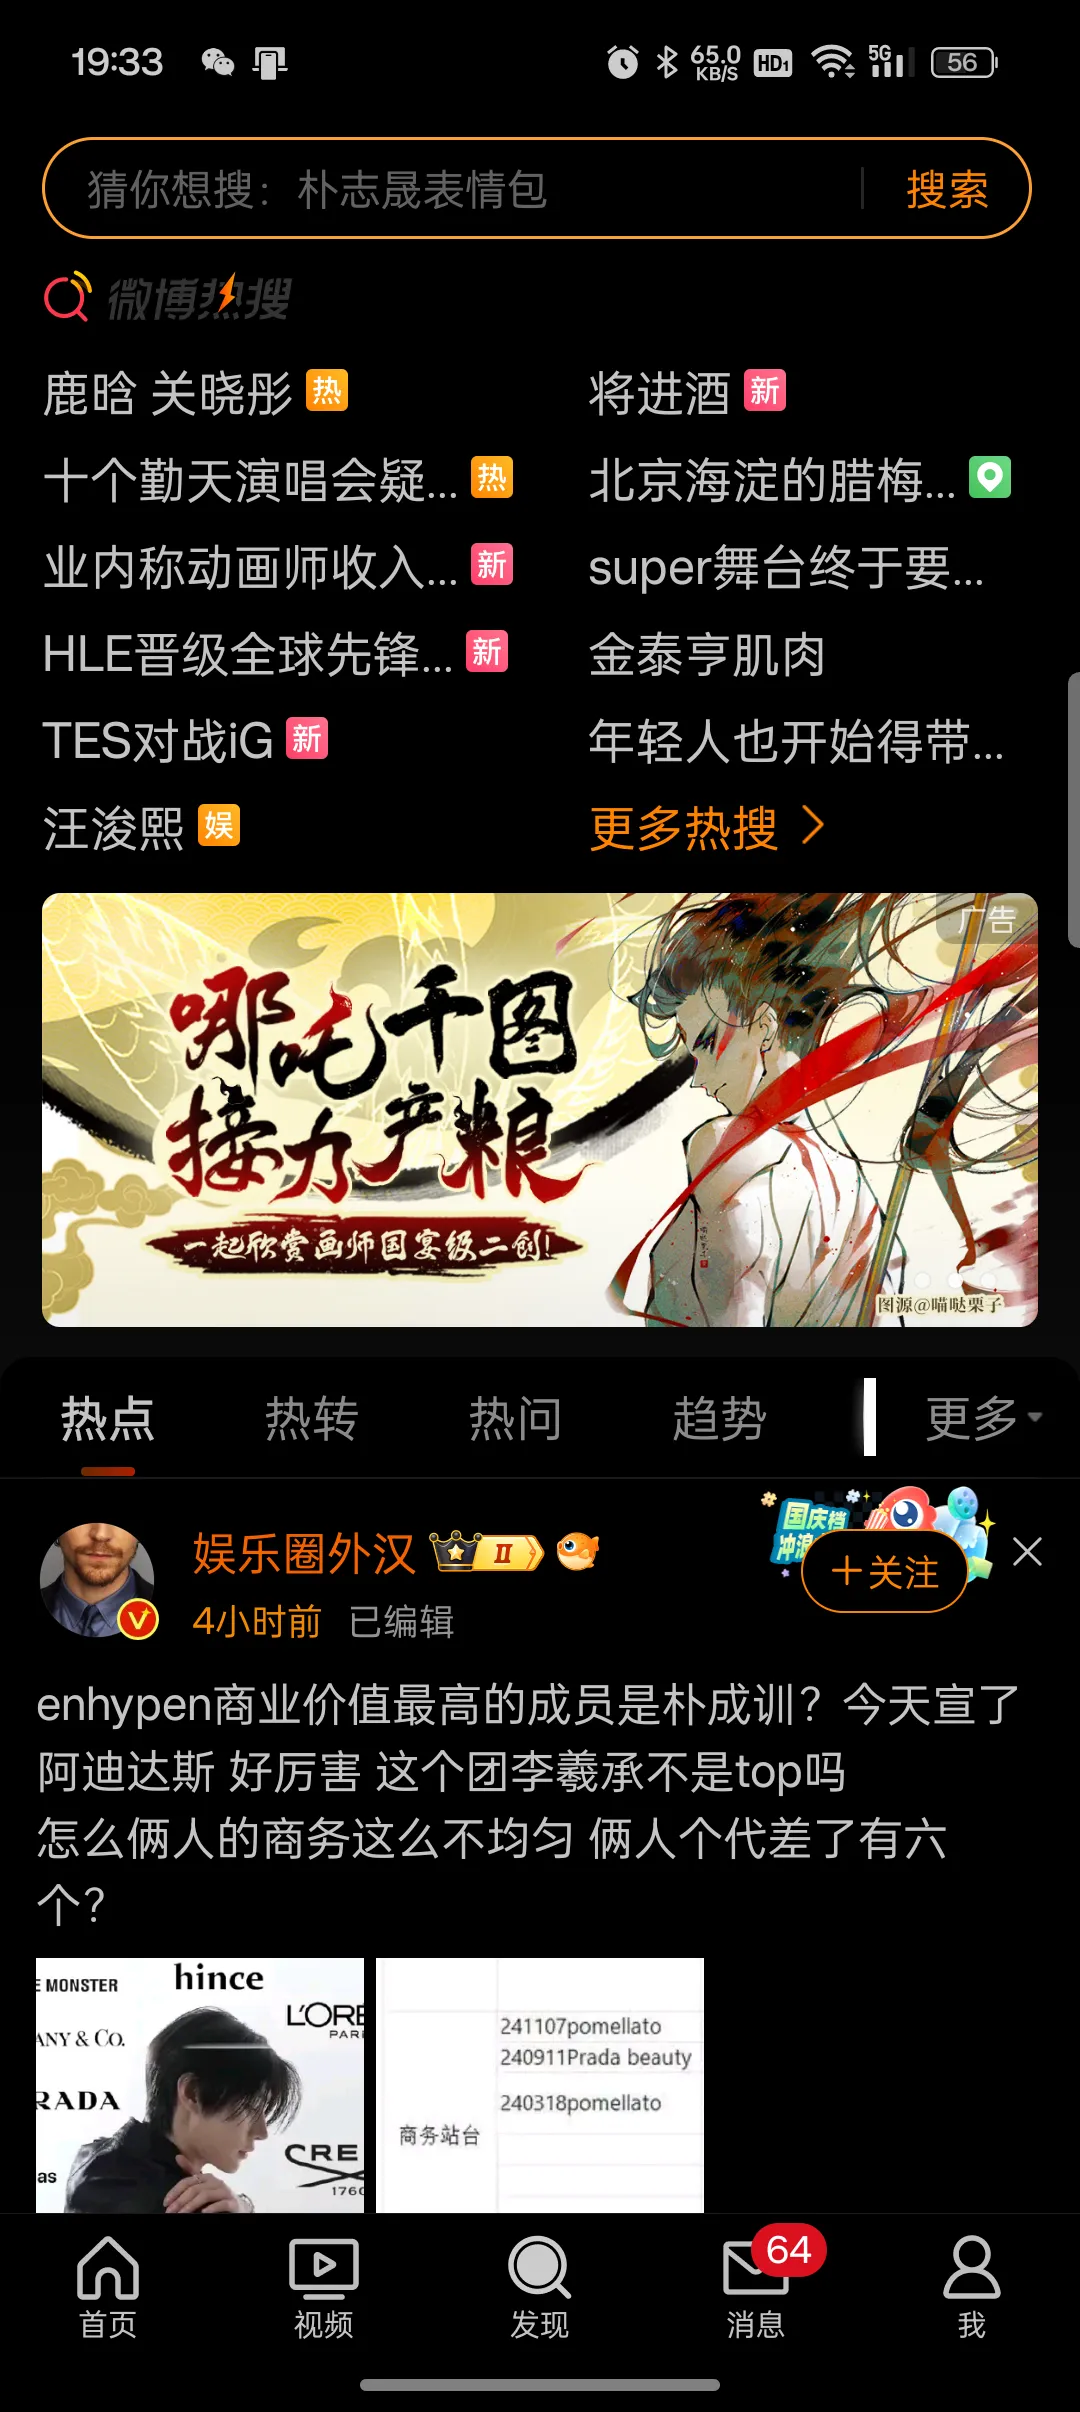 19:33
65.0
KB/S
HD1
5G
56
猜你想搜：朴志晟表情包
搜索
微博热搜
鹿晗 关晓彤 热
将进酒 新
十个勤天演唱会疑... 热
北京海淀的腊梅...
业内称动画师收入... 新
super舞台终于要...
HLE晋级全球先锋... 新
金泰亨肌肉
TES对战iG 新
年轻人也开始得带...
汪浚熙 娱
更多热搜
广告
哪吒千图
接力产粮
一起欣赏画师国宴级二创！
图源@喵哒栗子
热点
热转
热问
趋势
更多
娱乐圈外汉
II
国庆档
冲浪
+关注
4小时前 已编辑
enhypen商业价值最高的成员是朴成训？今天宣了
阿迪达斯 好厉害 这个团李羲承不是top吗
怎么俩人的商务这么不均匀 俩人个代差了有六
个？
E MONSTER
hince
L'ORE
PARI
ANY & CO.
RADA
CRE
1760
as
241107pomellato
240911Prada beauty
240318pomellato
商务站台
首页
视频
发现
64
消息
我